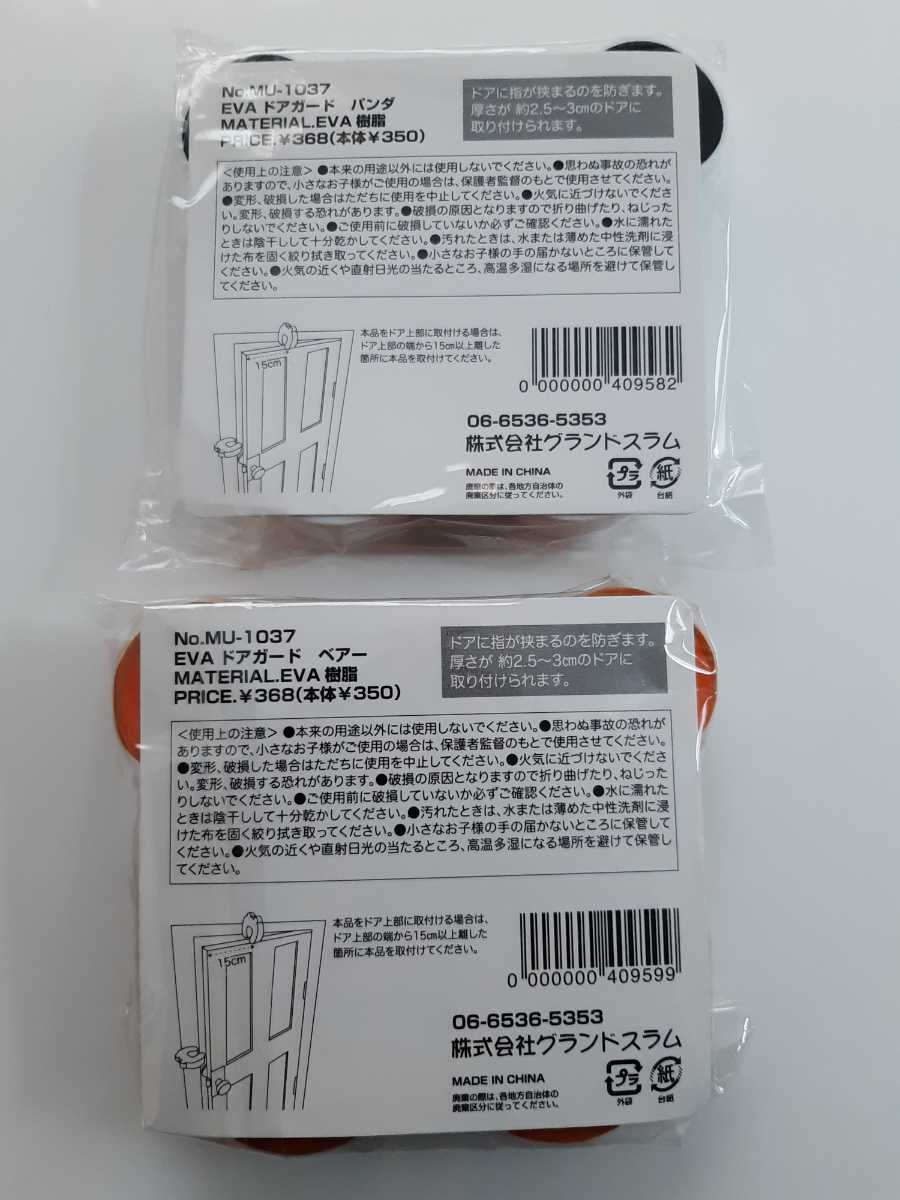 No.MU-1037
EVA ドアガード　パンダ
MATERIAL.EVA 樹脂
PRICE.¥368(本体¥350)
ドアに指が挟まるのを防ぎます。
厚さが 約2.5〜3cmのドアに
取り付けられます。
<使用上の注意> ●本来の用途以外には使用しないでください。●思わぬ事故の恐れが
ありますので、小さなお子様がご使用の場合は、保護者監督のもとで使用させてください。
●変形、破損した場合はただちに使用を中止してください。●火気に近づけないでくださ
い。変形、破損する恐れがあります。●破損の原因となりますので折り曲げたり、ねじった
りしないでください。●ご使用前に破損していないか必ずご確認ください。●水に濡れた
ときは陰干しして十分乾かしてください。●汚れたときは、水または薄めた中性洗剤に浸
けた布を固く絞り拭き取ってください。●小さなお子様の手の届かないところに保管して
ください。●火気の近くや直射日光の当たるところ、高温多湿になる場所を避けて保管し
てください。
15cm
本品をドア上部に取付ける場合は、
ドア上部の端から15cm以上離した
箇所に本品を取付けてください。
0 000000 409582
06-6536-5353
株式会社グランドスラム
MADE IN CHINA
廃棄の際は、各地方自治体の
廃棄区分に従ってください。
プラ
外袋
紙
台紙
No.MU-1037
EVA ドアガード　ベアー
MATERIAL.EVA 樹脂
PRICE.¥368(本体¥350)
ドアに指が挟まるのを防ぎます。
厚さが 約2.5〜3cmのドアに
取り付けられます。
<使用上の注意> ●本来の用途以外には使用しないでください。●思わぬ事故の恐れが
ありますので、小さなお子様がご使用の場合は、保護者監督のもとで使用させてください。
●変形、破損した場合はただちに使用を中止してください。●火気に近づけないでくださ
い。変形、破損する恐れがあります。●破損の原因となりますので折り曲げたり、ねじった
りしないでください。●ご使用前に破損していないか必ずご確認ください。●水に濡れた
ときは陰干しして十分乾かしてください。●汚れたときは、水または薄めた中性洗剤に浸
けた布を固く絞り拭き取ってください。●小さなお子様の手の届かないところに保管して
ください。●火気の近くや直射日光の当たるところ、高温多湿になる場所を避けて保管し
てください。
15cm
本品をドア上部に取付ける場合は、
ドア上部の端から15cm以上離した
箇所に本品を取付けてください。
0 000000 409599
06-6536-5353
株式会社グランドスラム
MADE IN CHINA
廃棄の際は、各地方自治体の
廃棄区分に従ってください。
プラ
外袋
紙
台紙